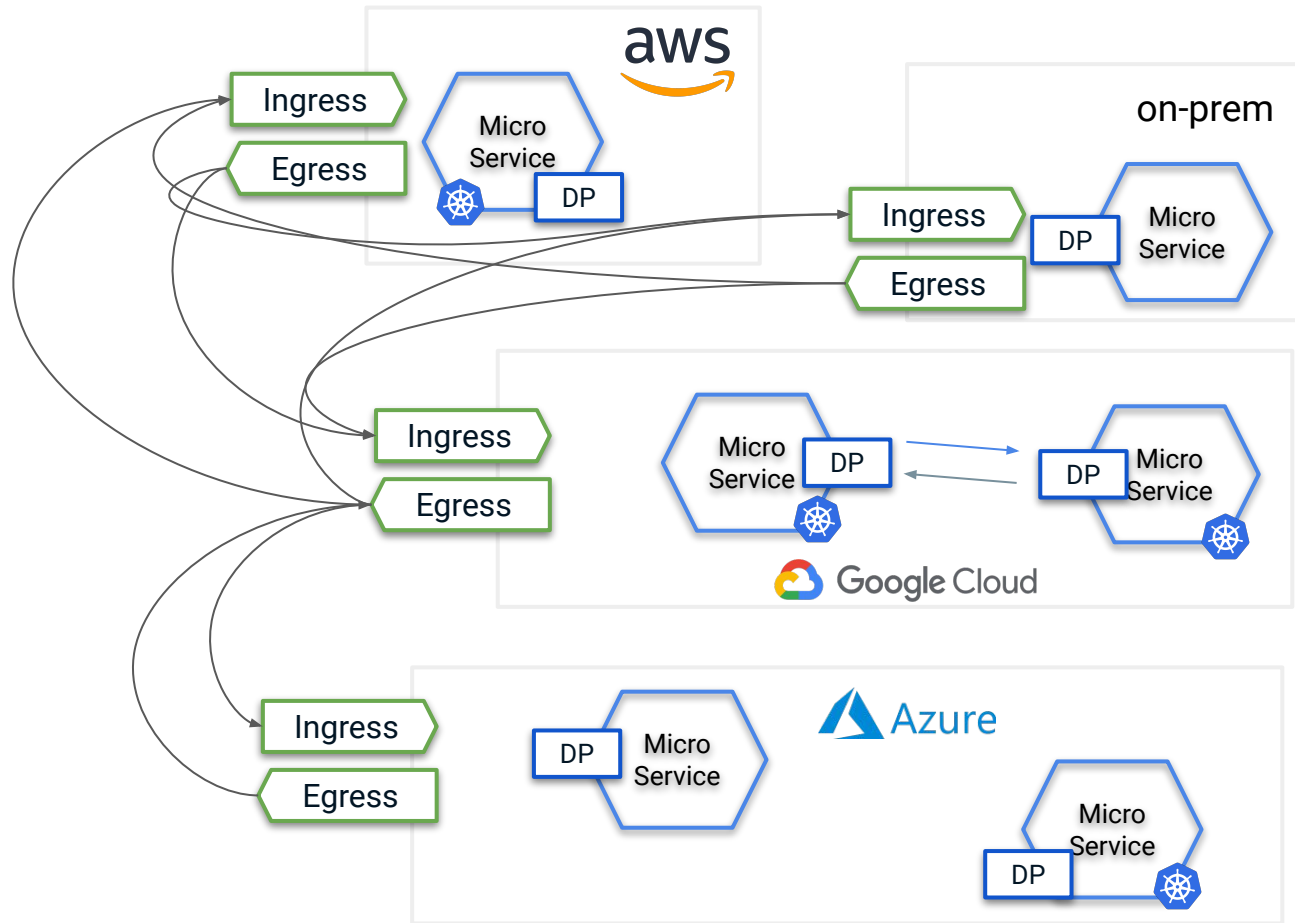 aws
Ingress
Egress
Micro
Service
DP
on-prem
Ingress
Egress
DP
Micro
Service
Ingress
Egress
Micro
Service
DP
DP
Micro
Service
Google Cloud
Ingress
Egress
DP
Micro
Service
Azure
Micro
Service
DP